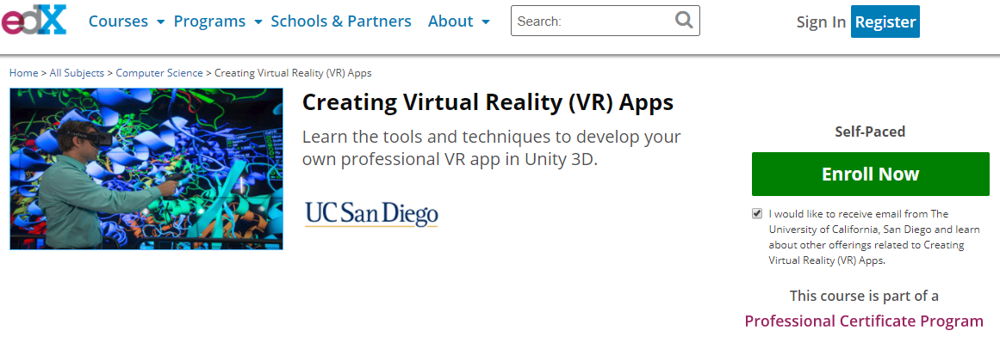 edX Courses Programs Schools & Partners About Search: Sign In Register
Home > All Subjects > Computer Science > Creating Virtual Reality (VR) Apps
Creating Virtual Reality (VR) Apps
Learn the tools and techniques to develop your
own professional VR app in Unity 3D.
UC San Diego
Self-Paced
Enroll Now
I would like to receive email from The
University of California, San Diego and learn
about other offerings related to Creating
Virtual Reality (VR) Apps.
This course is part of a
Professional Certificate Program